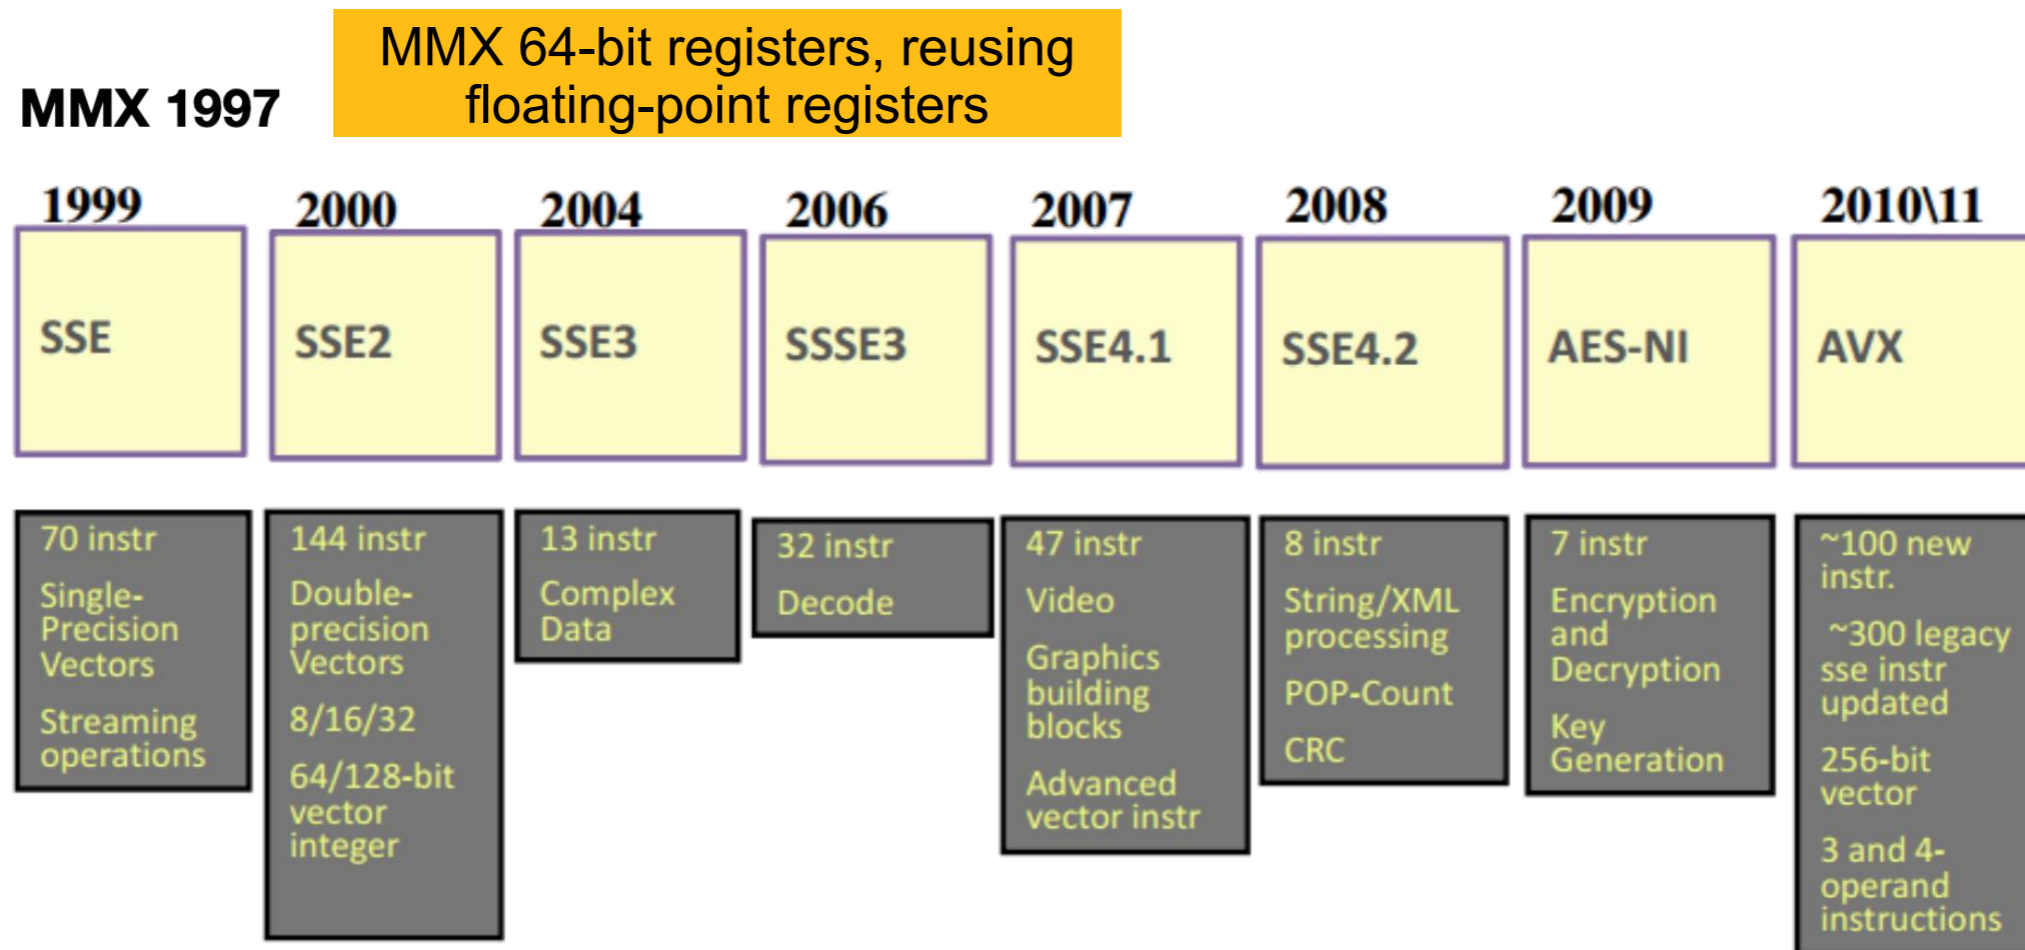 MMX 64-bit registers, reusing
floating-point registers
MMX 1997
1999
2000
2004
2006
2007
2008
2009
2010\11
SSE
SSE2
SSE3
SSSE3
SSE4.1
SSE4.2
AES-NI
AVX
70 instr
Single-
Precision
Vectors
Streaming
operations
144 instr
Double-
precision
Vectors
8/16/32
64/128-bit
vector
integer
13 instr
Complex
Data
32 instr
Decode
47 instr
Video
Graphics
building
blocks
Advanced
vector instr
8 instr
String/XML
processing
POP-Count
CRC
7 instr
Encryption
and
Decryption
Key
Generation
~100 new
instr.
~300 legacy
sse instr
updated
256-bit
vector
3 and 4-
operand
instructions